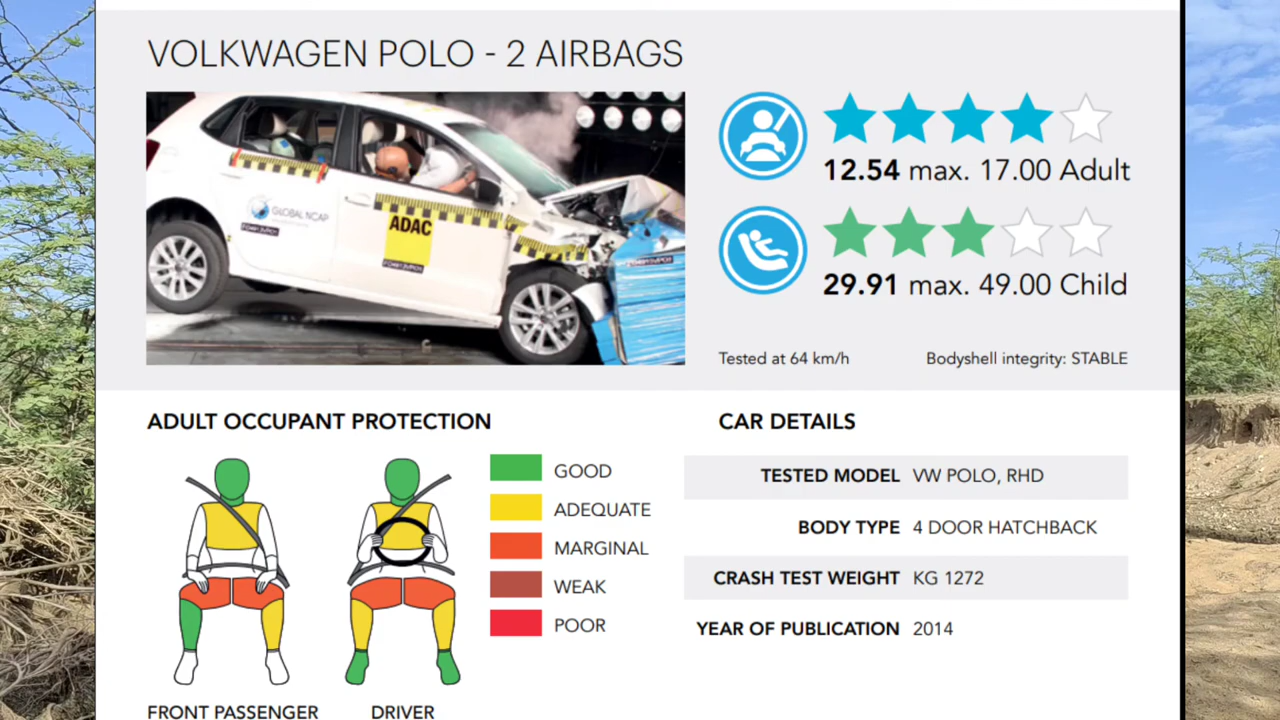 VOLKWAGEN POLO - 2 AIRBAGS
GLOBAL NCAP
ADAC
12.54 max. 17.00 Adult
29.91 max. 49.00 Child
Tested at 64 km/h
Bodyshell integrity: STABLE
ADULT OCCUPANT PROTECTION
GOOD
ADEQUATE
MARGINAL
WEAK
POOR
FRONT PASSENGER
DRIVER
CAR DETAILS
TESTED MODEL VW POLO, RHD
BODY TYPE 4 DOOR HATCHBACK
CRASH TEST WEIGHT KG 1272
YEAR OF PUBLICATION 2014